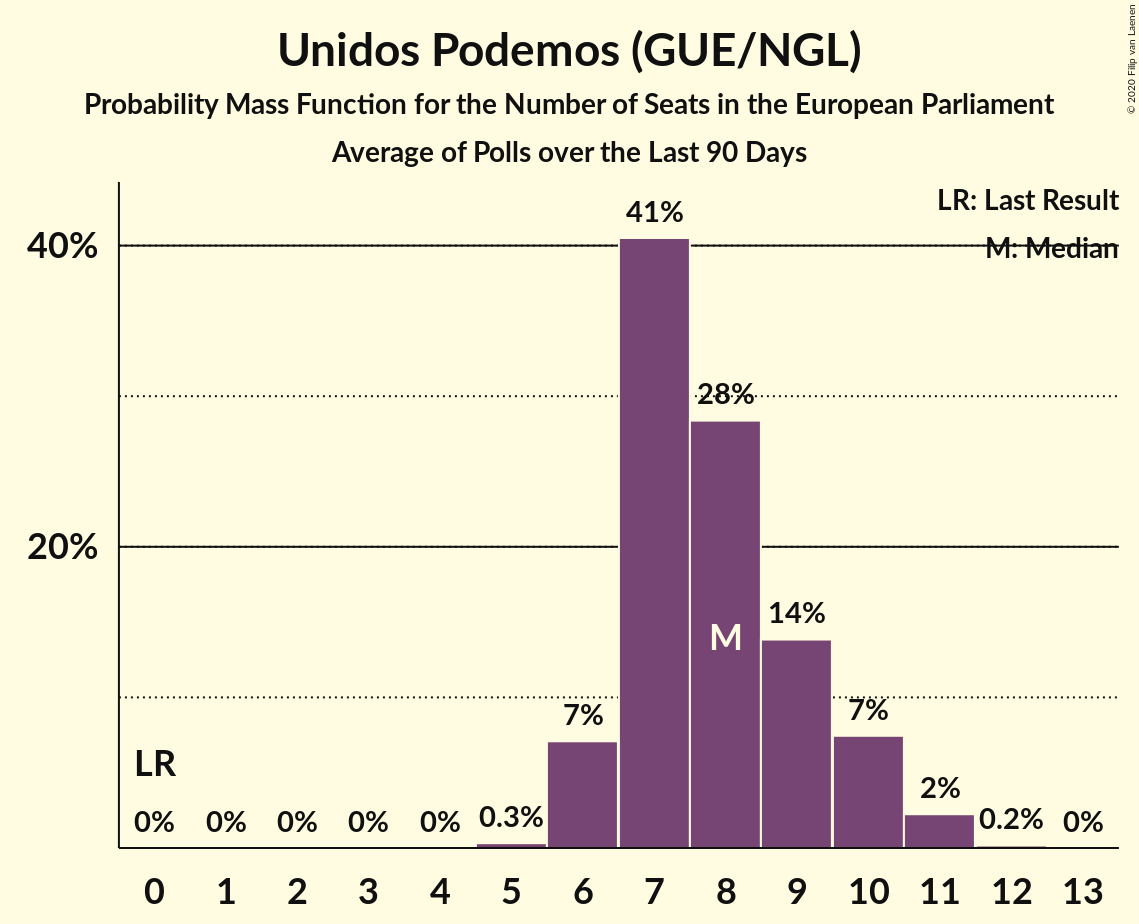 Unidos Podemos (GUE/NGL)
Probability Mass Function for the Number of Seats in the European Parliament
Average of Polls over the Last 90 Days
© 2020 Filip van Laenen
LR: Last Result
M: Median
40%
20%
41%
28%
14%
7%
7%
2%
0.3%
0.2%
0%
0% 0% 0% 0% 0%
LR
M
0 1 2 3 4 5 6 7 8 9 10 11 12 13